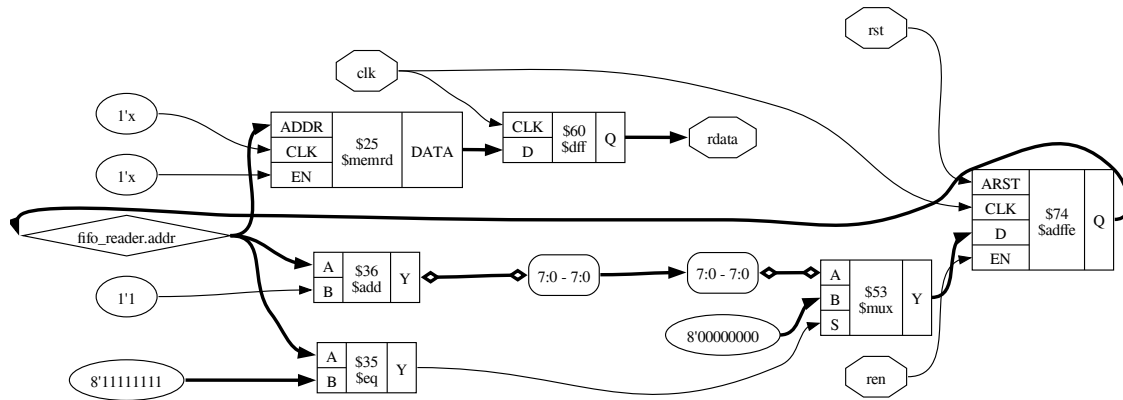 rst
clk
1'x
ADDR
CLK
EN
$25
$memrd
DATA
CLK
D
$60
$dff
Q
rdata
1'x
ARST
CLK
D
EN
$74
$adffe
Q
fifo_reader.addr
A
B
$36
$add
Y
7:0 - 7:0
7:0 - 7:0
A
B
S
$53
$mux
Y
1'1
8'00000000
A
B
$35
$eq
Y
8'11111111
ren